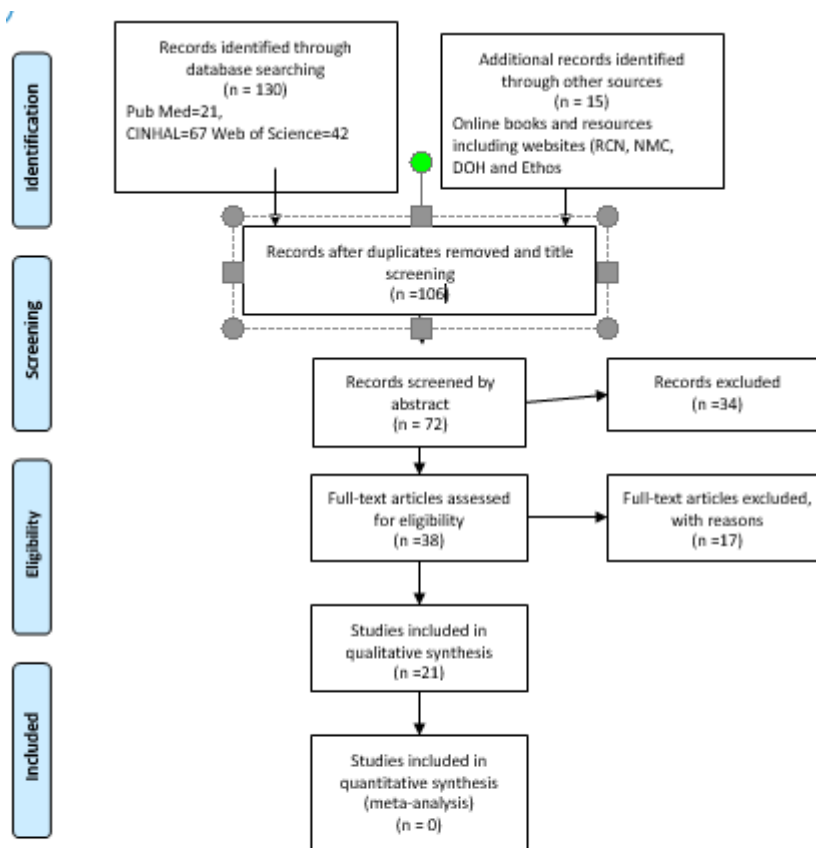 Identification
Records identified through
database searching
(n = 130)
Pub Med=21,
CINHAL=67 Web of Science=42
Additional records identified
through other sources
(n = 15)
Online books and resources
including websites (RCN, NMC,
DOH and Ethos
Records after duplicates removed and title
screening
(n =106)
Screening
Records screened by
abstract
(n = 72)
Records excluded
(n =34)
Eligibility
Full-text articles assessed
for eligibility
(n =38)
Full-text articles excluded,
with reasons
(n =17)
Studies included in
qualitative synthesis
(n =21)
Included
Studies included in
quantitative synthesis
(meta-analysis)
(n = 0)